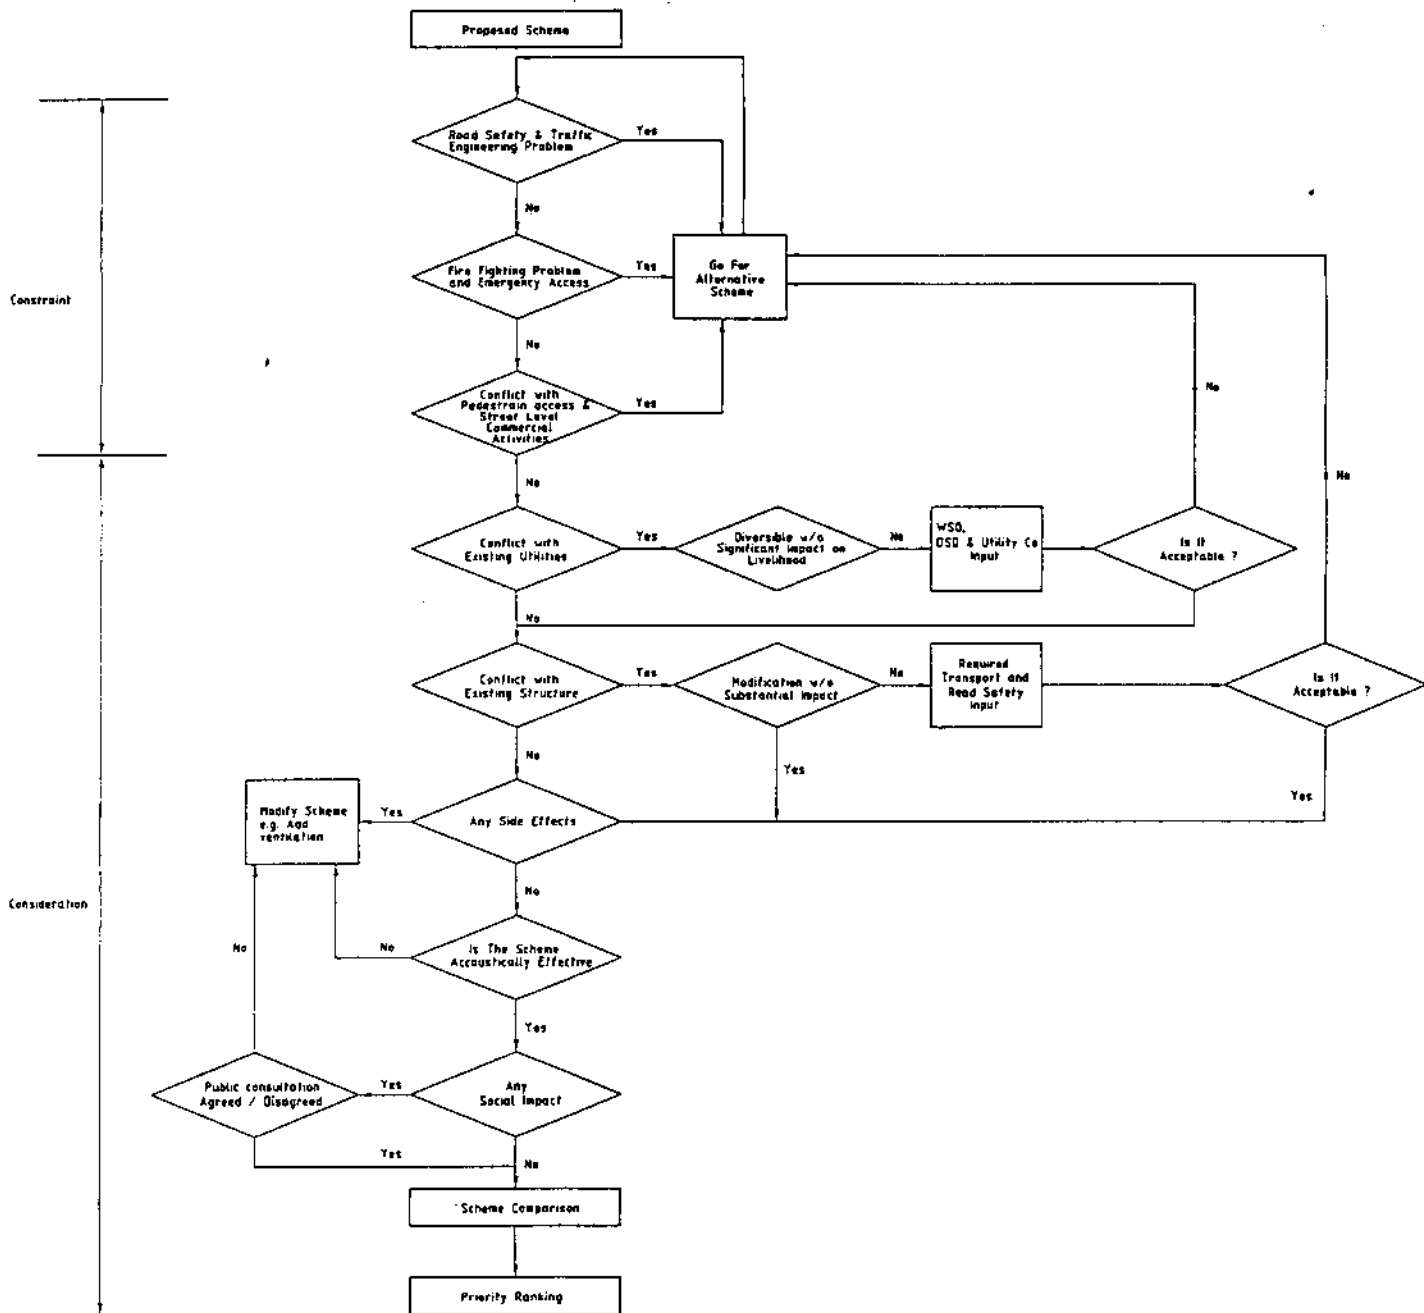 Proposed Scheme
Road Safety & Traffic
Engineering Problem
Yes
No
Fire Fighting Problem
and Emergency Access
Yes
Go For
Alternative
Scheme
Constraint
No
Conflict with
Pedestrain access &
Street Level
Commercial
Activities
Yes
No
No
No
Conflict with
Existing Utilities
Yes
Diversible w/o
Significant Impact on
Livelihood
No
WSD,
DSD & Utility Co
Input
Is It
Acceptable ?
No
Conflict with
Existing Structure
Yes
Modification w/o
Substantial Impact
No
Required
Transport and
Road Safety
Input
Is It
Acceptable ?
No
Yes
Yes
Modify Scheme
e.g. Add
ventilation
Yes
Any Side Effects
Consideration
No
No
No
Is The Scheme
Accoustically Effective
Yes
Public consultation
Agreed / Disagreed
Yes
Any
Social Impact
Yes
No
Scheme Comparison
Priority Ranking